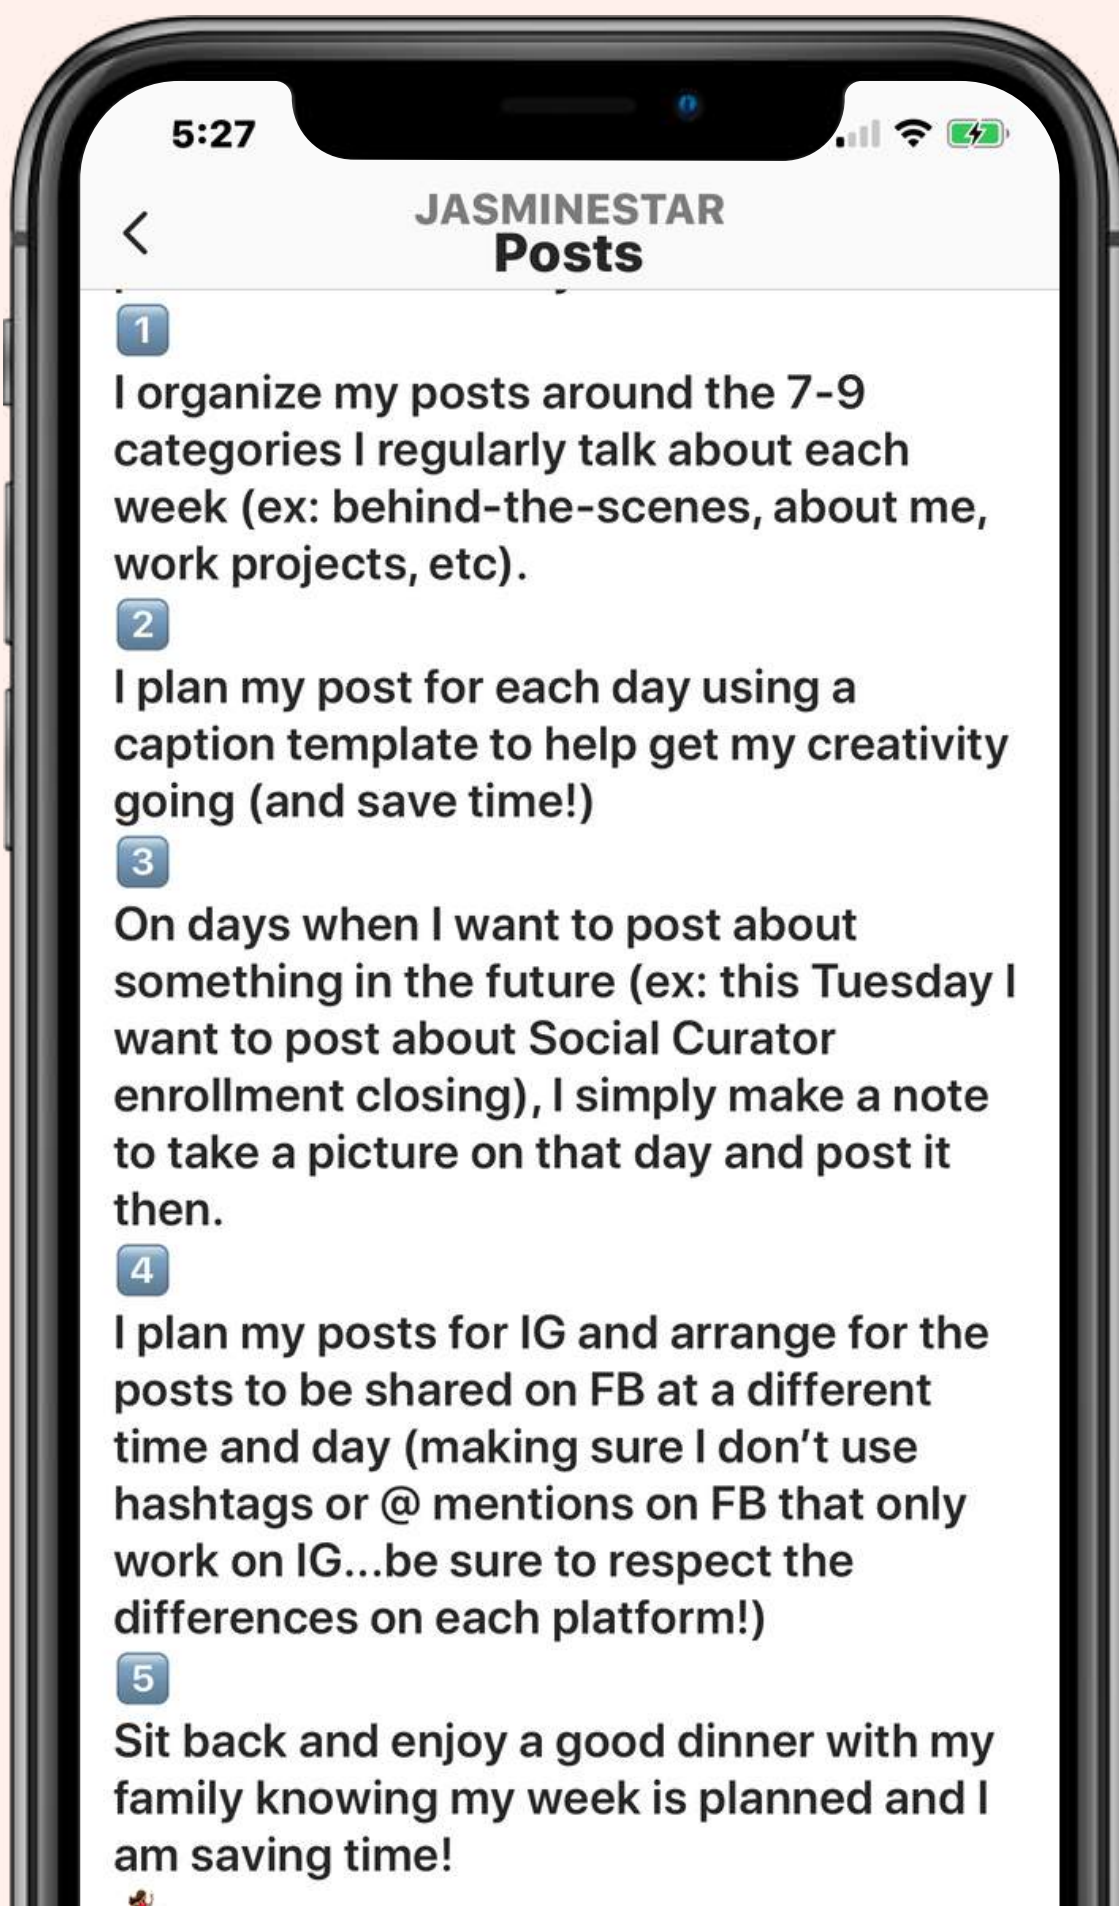 5:27
JASMINESTAR
Posts
1
I organize my posts around the 7-9
categories I regularly talk about each
week (ex: behind-the-scenes, about me,
work projects, etc).
2
I plan my post for each day using a
caption template to help get my creativity
going (and save time!)
3
On days when I want to post about
something in the future (ex: this Tuesday I
want to post about Social Curator
enrollment closing), I simply make a note
to take a picture on that day and post it
then.
4
I plan my posts for IG and arrange for the
posts to be shared on FB at a different
time and day (making sure I don’t use
hashtags or @ mentions on FB that only
work on IG...be sure to respect the
differences on each platform!)
5
Sit back and enjoy a good dinner with my
family knowing my week is planned and I
am saving time!